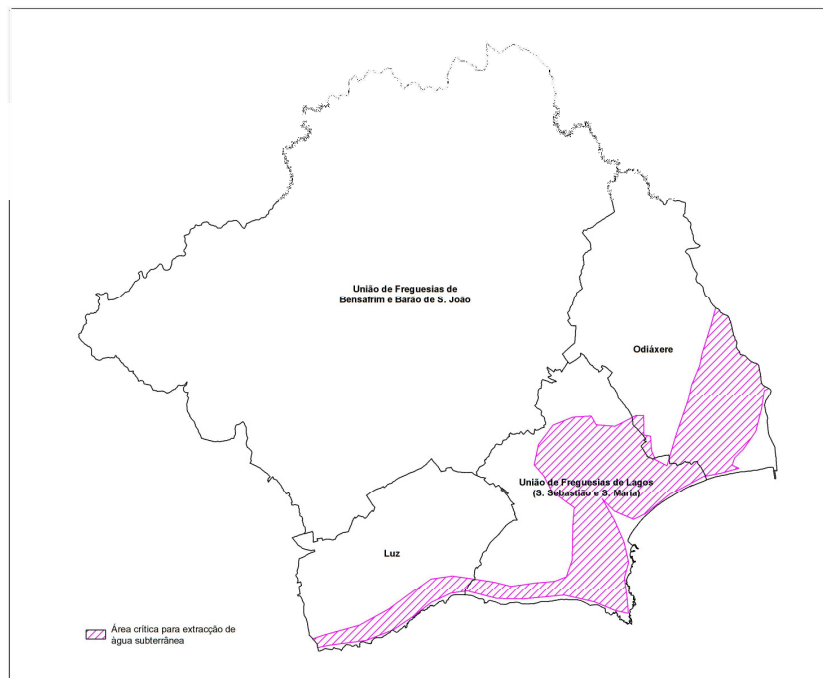 União de Freguesias de
Bensafrim e Barão de S. João
Odiáxere
União de Freguesias de Lagos
(S. Sebastião e S. Maria)
Luz
Área crítica para extracção de
àgua subterrânea